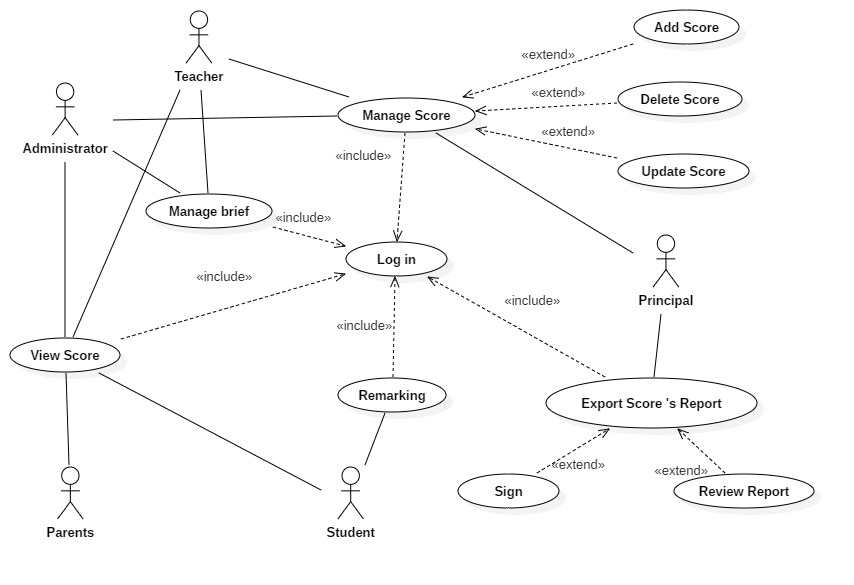 Add Score
Teacher
«extend»
«extend»
Delete Score
Manage Score
«extend»
Administrator
«include»
Update Score
Manage brief
«include»
Log in
«include»
«include»
Principal
«include»
View Score
Remarking
Export Score 's Report
«extend»
«extend»
Sign
Review Report
Parents
Student